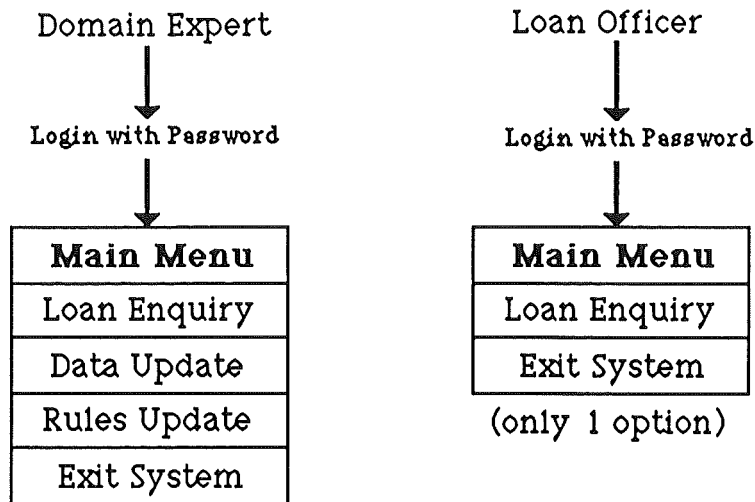 Domain Expert
Login with Password
Main Menu
Loan Enquiry
Data Update
Rules Update
Exit System
Loan Officer
Login with Password
Main Menu
Loan Enquiry
Exit System
(only 1 option)